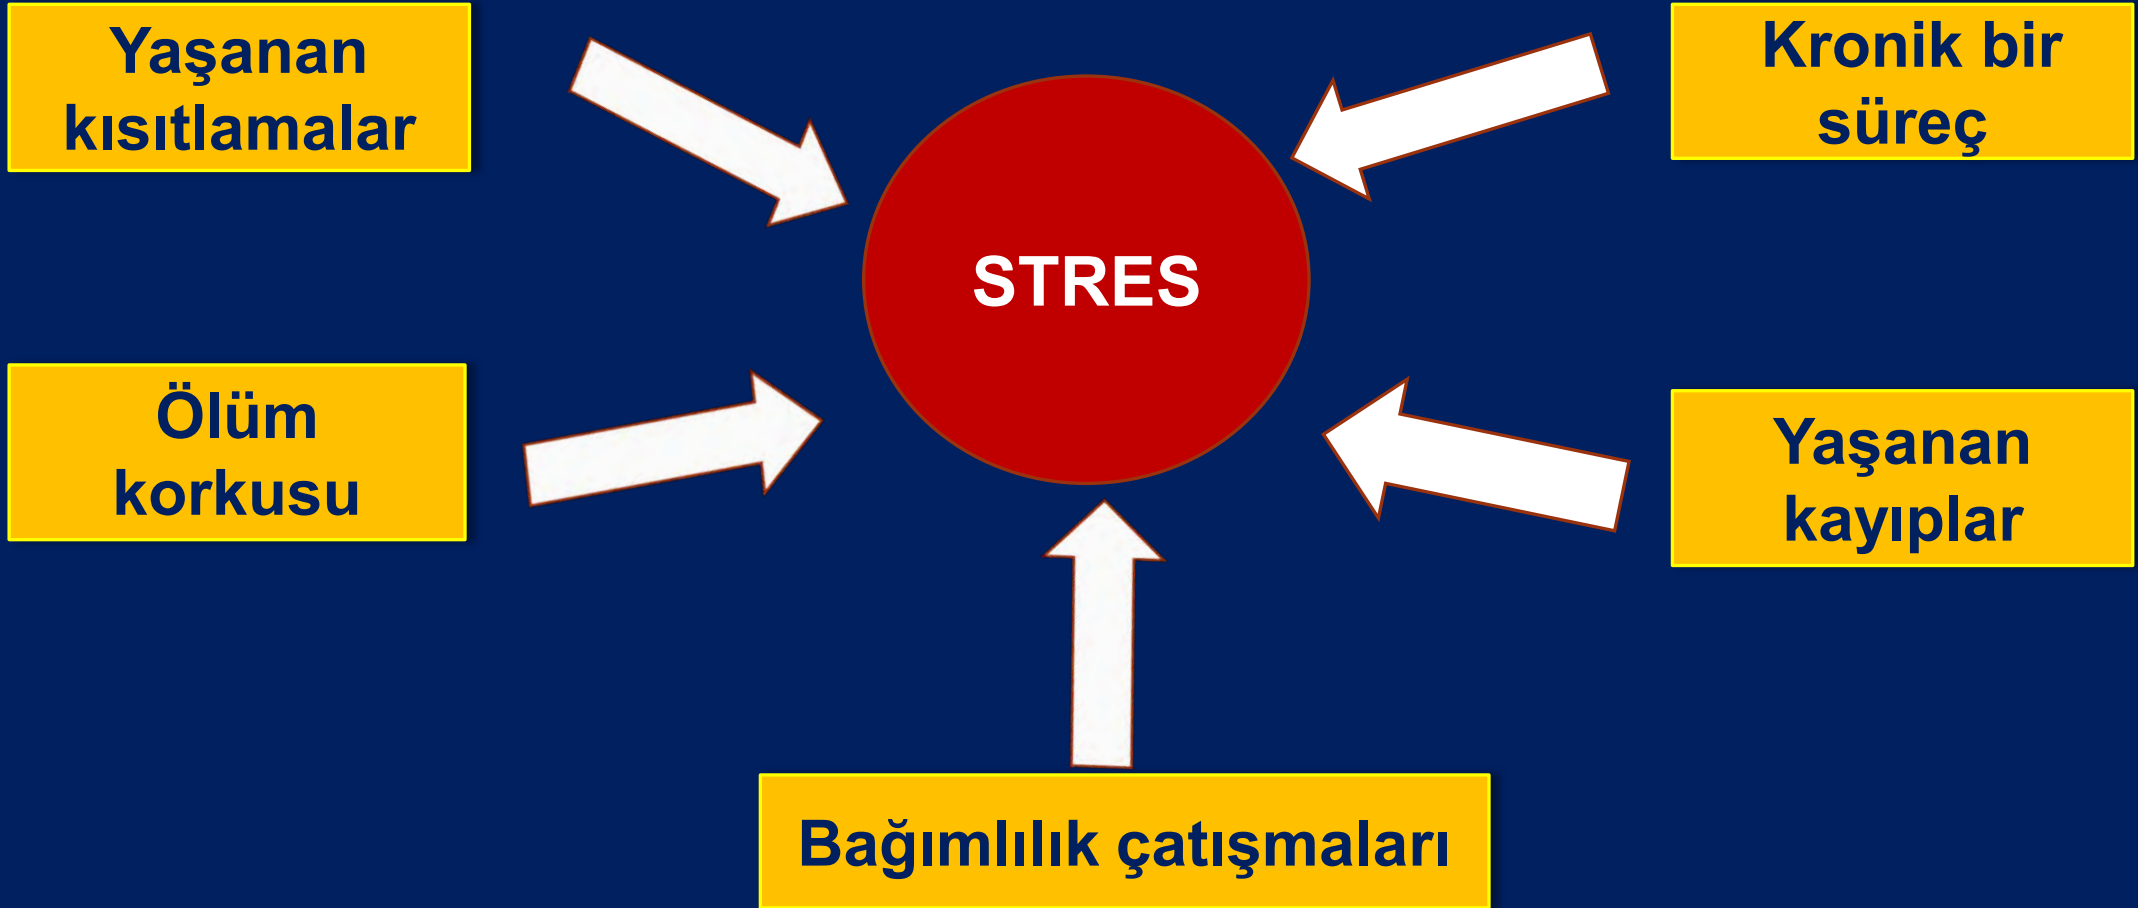 Yaşanan
kısıtlamalar
Kronik bir
süreç
STRES
Ölüm
korkusu
Yaşanan
kayıplar
Bağımlılık çatışmaları